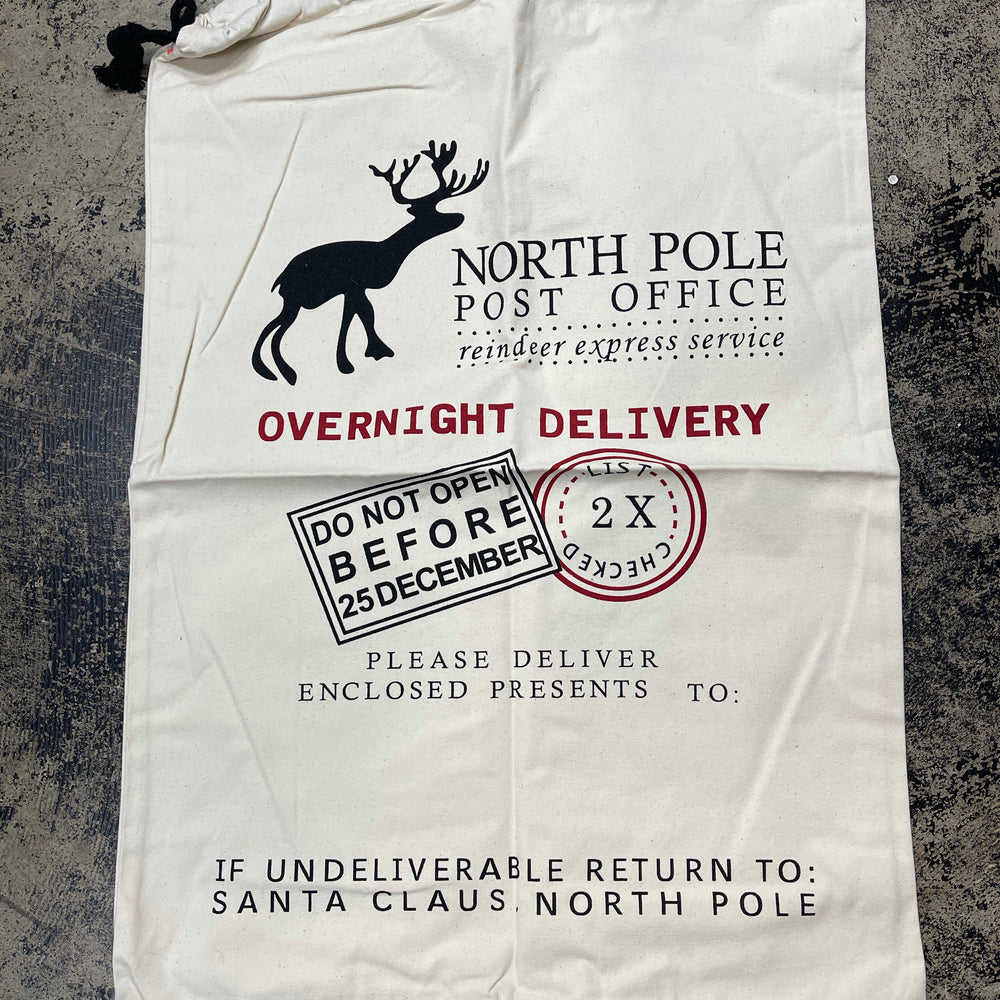 NORTH POLE
POST OFFICE
reindeer express service
OVERNIGHT DELIVERY
DO NOT OPEN
BEFORE
25 DECEMBER
LIST
2 X
CHECKED
PLEASE DELIVER
ENCLOSED PRESENTS TO:
IF UNDELIVERABLE RETURN TO:
SANTA CLAUS, NORTH POLE